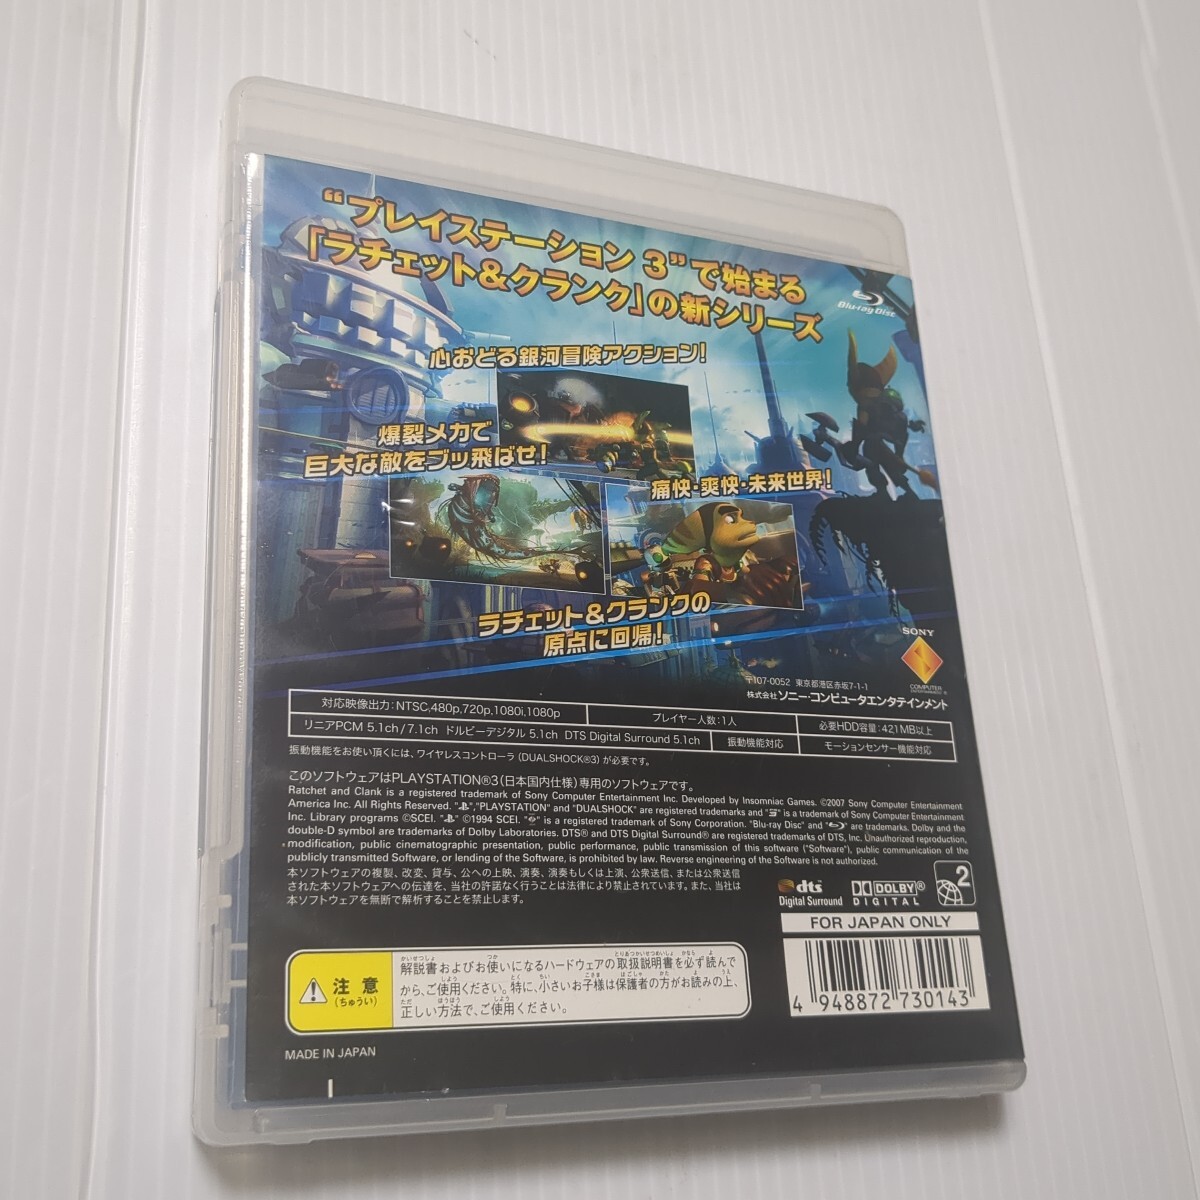 “プレイステーション 3”で始まる
「ラチェット&クランク」の新シリーズ
Blu-ray Disc
心おどる銀河冒険アクション!
爆裂メカで
巨大な敵をブッ飛ばせ!
痛快・爽快・未来世界!
ラチェット&クランクの
原点に回帰!
SONY
COMPUTER
ENTERTAINMENT
〒107-0052 東京都港区赤坂7-1-1
株式会社 ソニー・コンピュータエンタテインメント
対応映像出力:NTSC,480p,720p,1080i,1080p
プレイヤー人数:1人
必要HDD容量:421MB以上
リニアPCM 5.1ch/7.1ch ドルビーデジタル 5.1ch DTS Digital Surround 5.1ch
振動機能対応
モーションセンサー機能対応
振動機能をお使い頂くには、ワイヤレスコントローラ(DUALSHOCK®3)が必要です。
このソフトウェアはPLAYSTATION®3(日本国内仕様)専用のソフトウェアです。
Ratchet and Clank is a registered trademark of Sony Computer Entertainment Inc. Developed by Insomniac Games. ©2007 Sony Computer Entertainment
America Inc. All Rights Reserved. "
","PLAYSTATION" and "DUALSHOCK" are registered trademarks and "
" is a trademark of Sony Computer Entertainment
Inc. Library programs ©SCEI. "
" ©1994 SCEI. "
" is a registered trademark of Sony Corporation. "Blu-ray Disc" and "
" are trademarks. Dolby and the
double-D symbol are trademarks of Dolby Laboratories. DTS® and DTS Digital Surround® are registered trademarks of DTS, Inc. Unauthorized reproduction,
modification, public cinematographic presentation, public performance, public transmission of this software ("Software"), public communication of the
publicly transmitted Software, or lending of the Software, is prohibited by law. Reverse engineering of the Software is not authorized.
本ソフトウェアの複製、改変、貸与、公への上映、演奏、演奏もしくは上演、公衆送信、または公衆送信
された本ソフトウェアへの伝達を、当社の許諾なく行うことは法律により禁止されています。また、当社は
本ソフトウェアを無断で解析することを禁止します。
dts
Digital Surround
DOLBY®
DIGITAL
2
FOR JAPAN ONLY
4 948872 730143
注意
(ちゅうい)
解説書およびお使いになるハードウェアの取扱説明書を必ず読んで
から、ご使用ください。特に、小さいお子様は保護者の方がお読みの上、
正しい方法で、ご使用ください。
MADE IN JAPAN